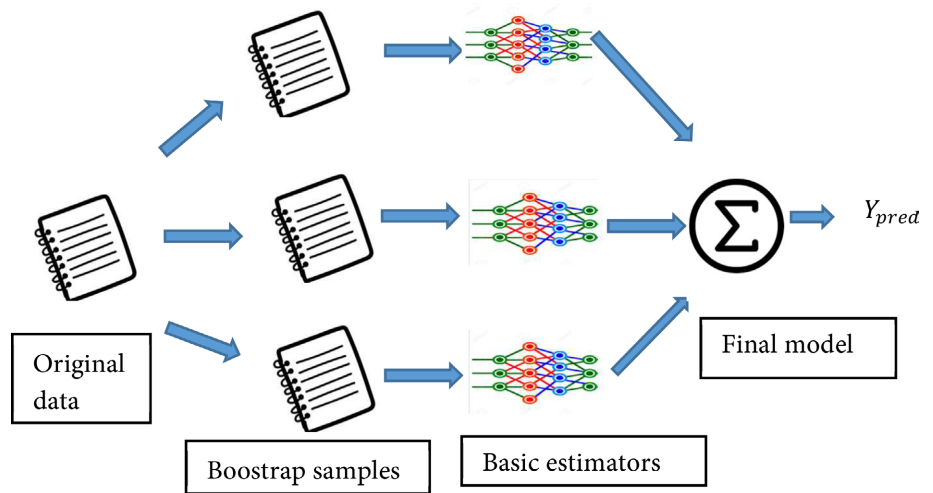 Original
data
Boostrap samples
Basic estimators
Final model
Σ
Y_pred